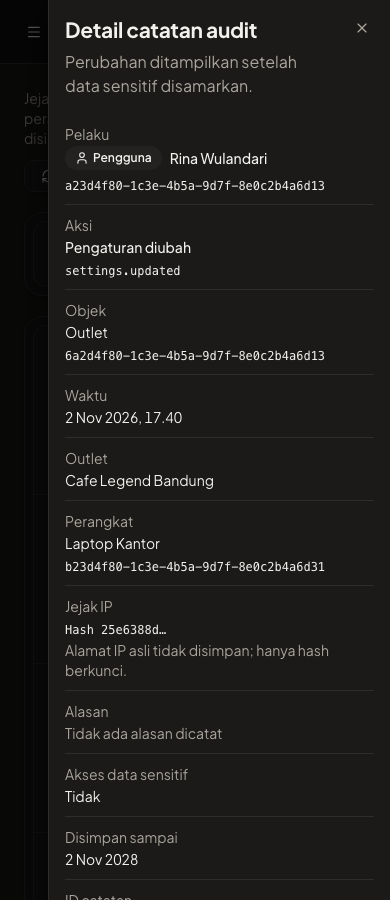 Detail catatan audit
Perubahan ditampilkan setelah
data sensitif disamarkan.
Pelaku
Pengguna Rina Wulandari
a23d4f80-1c3e-4b5a-9d7f-8e0c2b4a6d13
Aksi
Pengaturan diubah
settings.updated
Objek
Outlet
6a2d4f80-1c3e-4b5a-9d7f-8e0c2b4a6d13
Waktu
2 Nov 2026, 17.40
Outlet
Cafe Legend Bandung
Perangkat
Laptop Kantor
b23d4f80-1c3e-4b5a-9d7f-8e0c2b4a6d31
Jejak IP
Hash 25e6388d…
Alamat IP asli tidak disimpan; hanya hash
berkunci.
Alasan
Tidak ada alasan dicatat
Akses data sensitif
Tidak
Disimpan sampai
2 Nov 2028
ID catatan